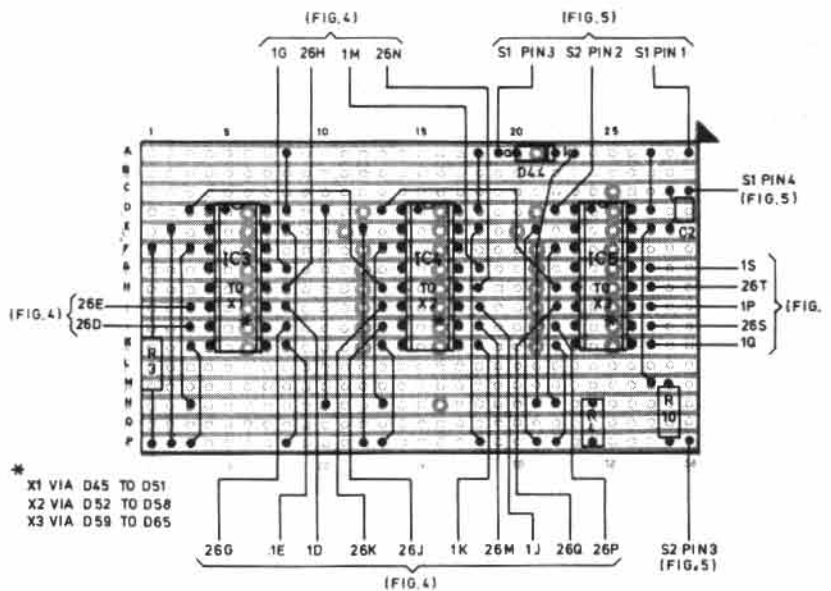 (FIG.4) (FIG.5)
1G 26H 1M 26N S1 PIN3 S2 PIN2 S1 PIN1
1 5 10 15 20 25
A
B
C
D
E
F
G
H
I
K
L
M
N
O
P
D44
S1 PIN4
(FIG.5)
C2
IC3
TO
X1
IC4
TO
X2
IC5
TO
X3
(FIG.4)
26E
26D
1S
26T
1P
26S
1Q
(FIG.
R
3
R
10
* X1 VIA D45 TO D51
X2 VIA D52 TO D58
X3 VIA D59 TO D65
26G 1E 1D 26K 26J 1K 26M 1J 26Q 26P S2 PIN3
(FIG.5)
(FIG.4)